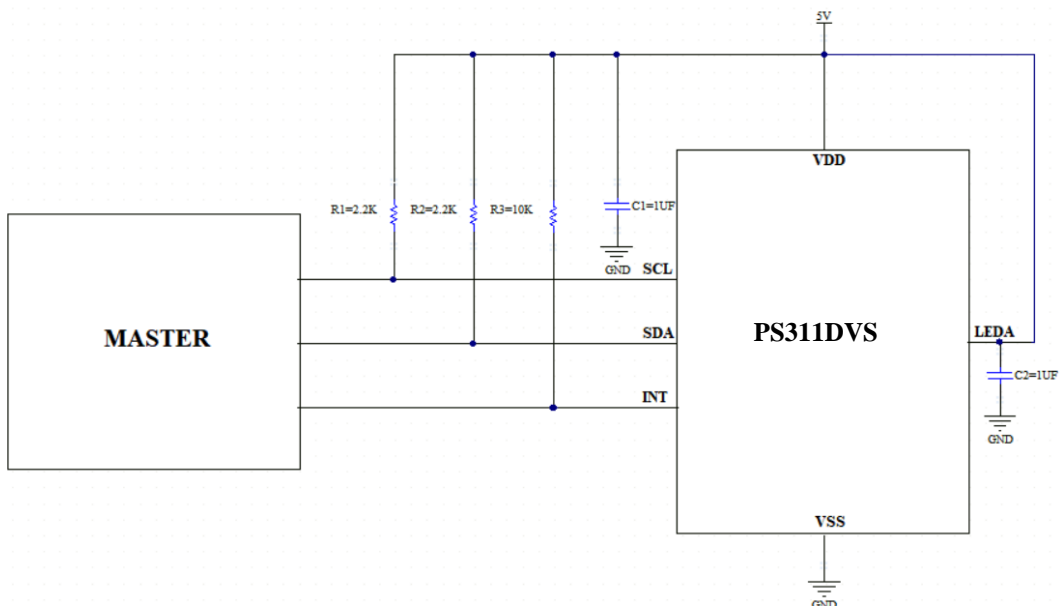 5V
VDD
R1=2.2K R2=2.2K R3=10K C1=1UF
GND
SCL
MASTER
SDA
PS311DVS
LEDA
C2=1UF
INT
GND
VSS
GND